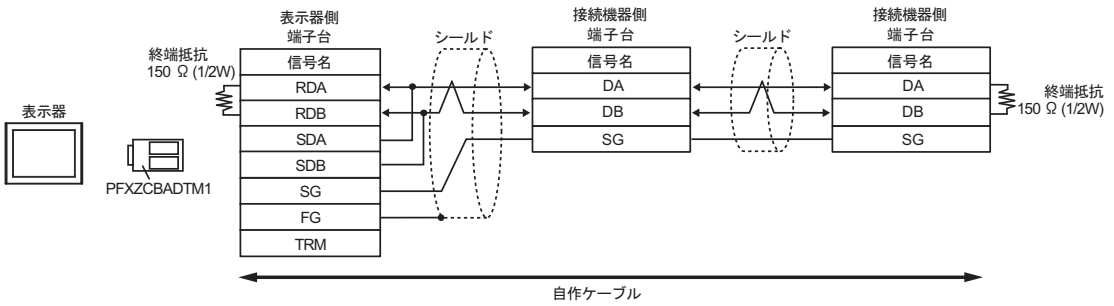 表示器
PFXZCBADTM1
終端抵抗
150 Ω (1/2W)
表示器側
端子台
信号名
RDA
RDB
SDA
SDB
SG
FG
TRM
シールド
接続機器側
端子台
信号名
DA
DB
SG
シールド
接続機器側
端子台
信号名
DA
DB
SG
終端抵抗
150 Ω (1/2W)
自作ケーブル